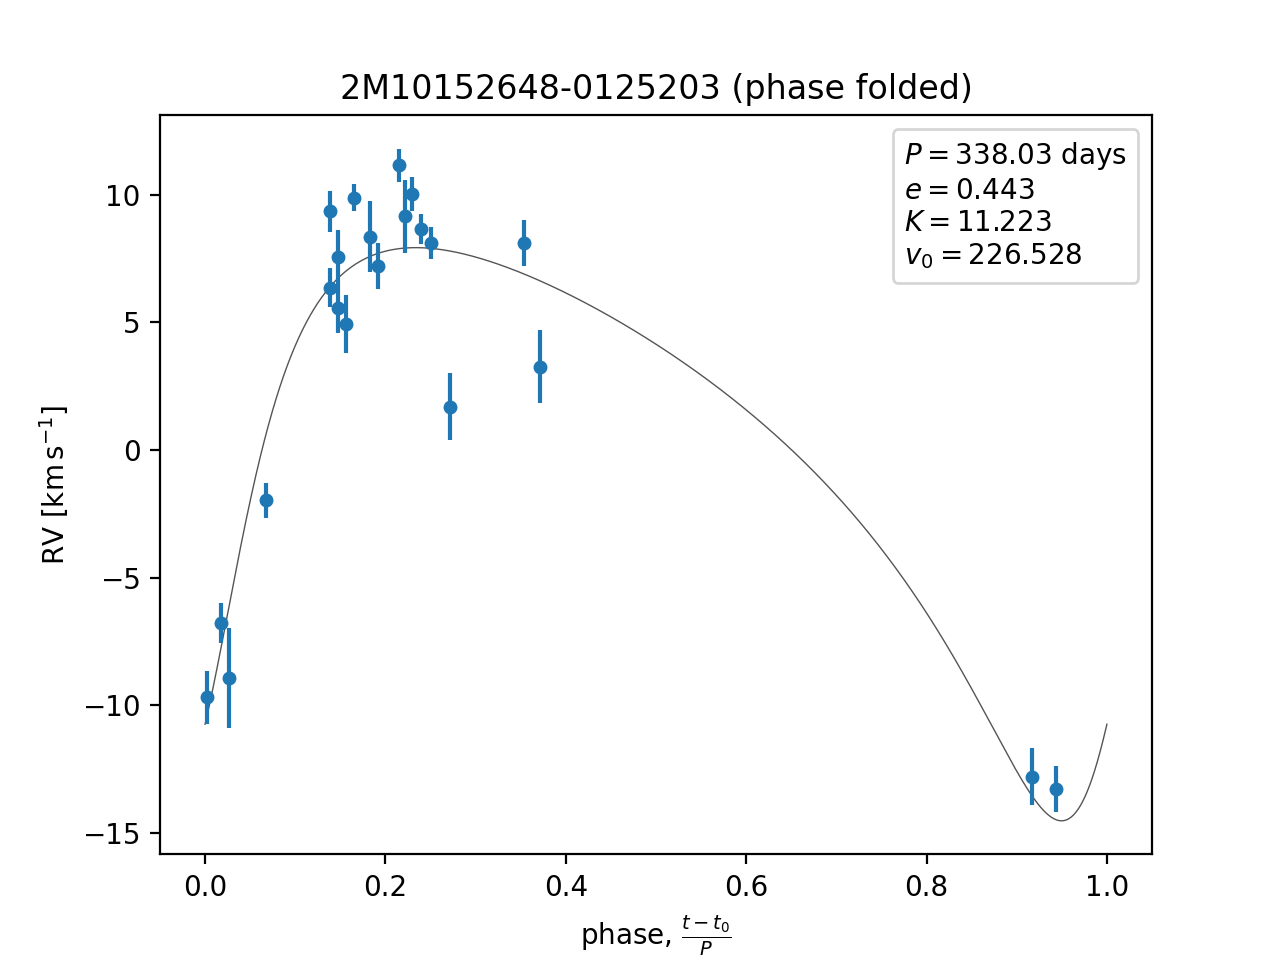 2M10152648-0125203 (phase folded)
P = 338.03 days
e = 0.443
K = 11.223
v₀ = 226.528
10
5
0
−5
−10
−15
RV [km s⁻¹]
0.0 0.2 0.4 0.6 0.8 1.0
phase, (t − t₀)/P